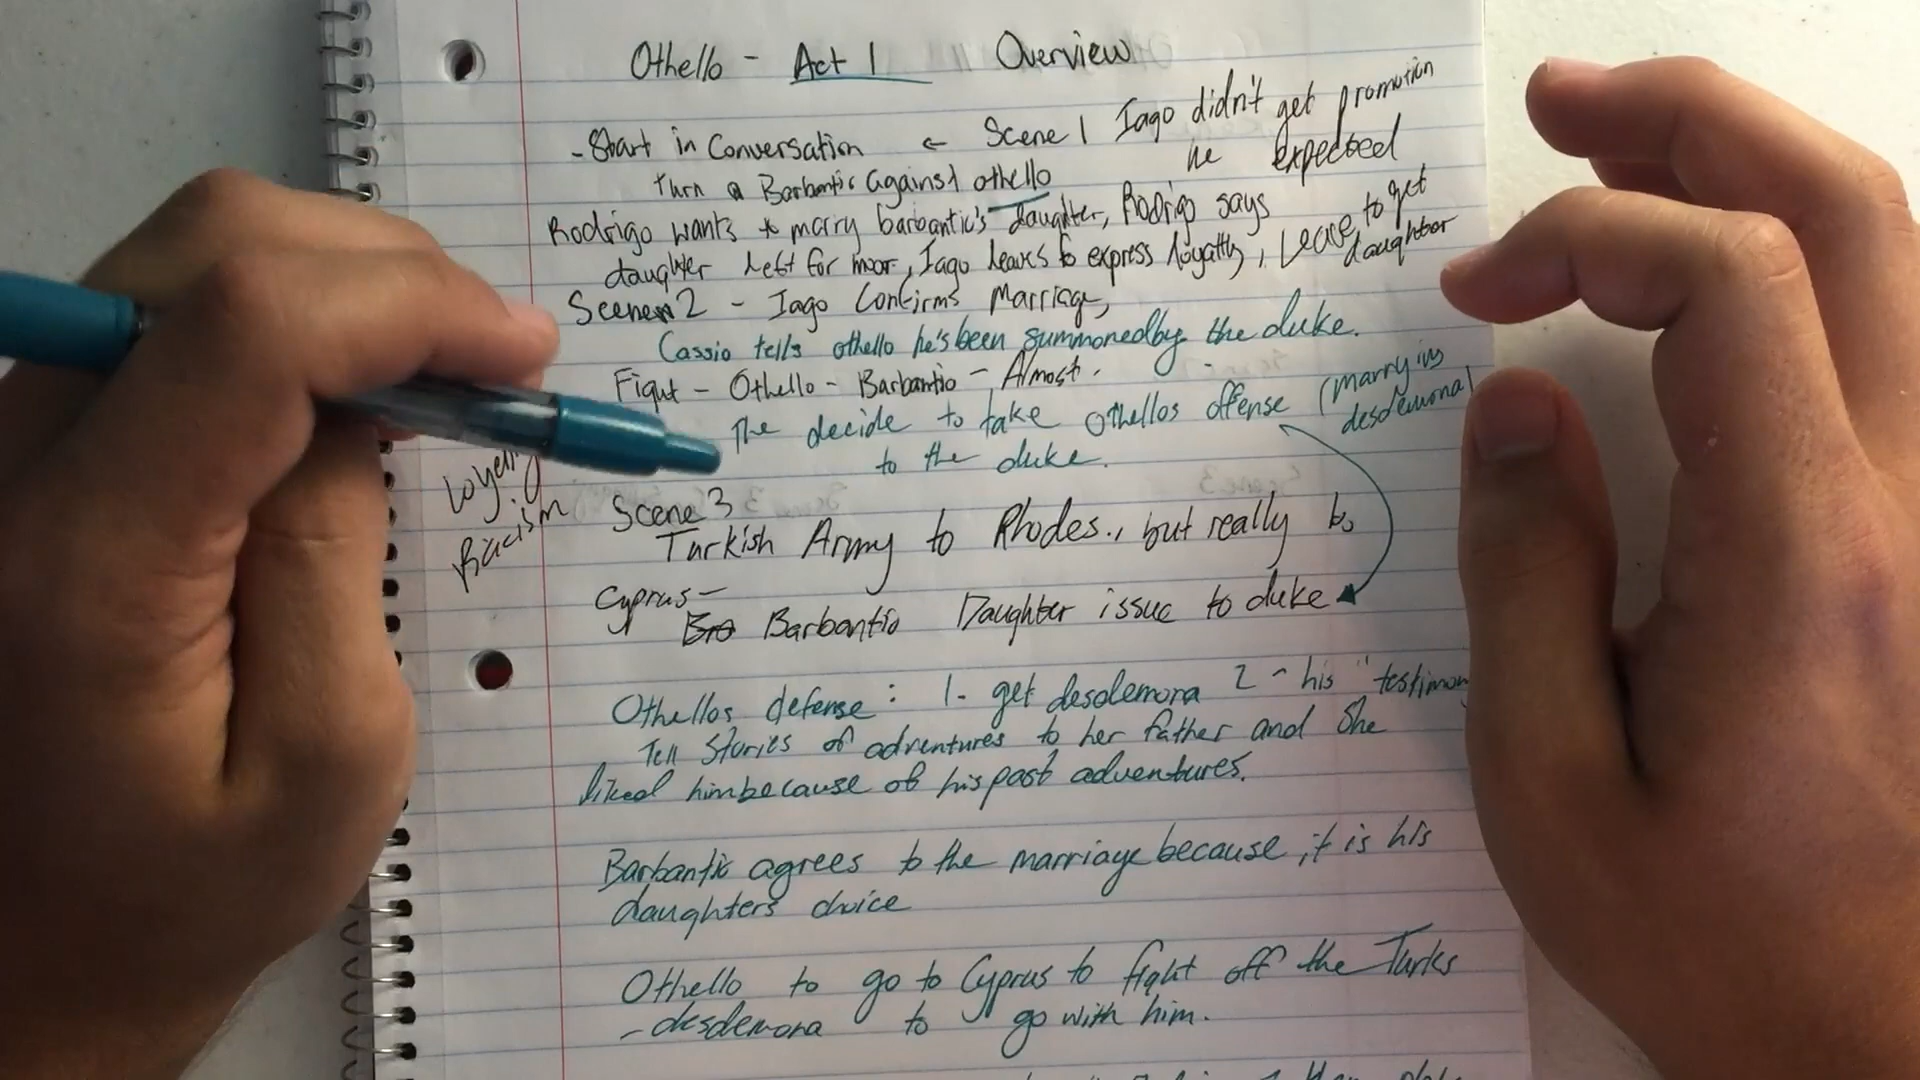 Othello - Act 1 Overview
- Start in Conversation ← Scene 1 Iago didn't get promotion
he expected
turn a Barbantic against othello
Rodrigo wants to marry barbantic's daughter, Rodrigo says
daughter left for moor, Iago leaves to express loyalty, Leave to get
daughter
Scene 2 - Iago Confirms Marriage,
Cassio tells othello he's been summoned by the duke.
Fight - Othello - Barbantio - Almost.
The decide to take Othellos offense (marrying
desdemona)
to the duke.
Racism
Scene 3
Turkish Army to Rhodes., but really to
Cyprus -
Bra Barbantio Daughter issue to duke
Othellos defense: 1- get desdemona 2 - his "testimony
Tell Stories of adventures to her father and She
liked him because of his past adventures.
Barbantic agrees to the marriage because it is his
daughters choice
Othello to go to Cyprus to fight off the Turks
- desdemona to go with him.